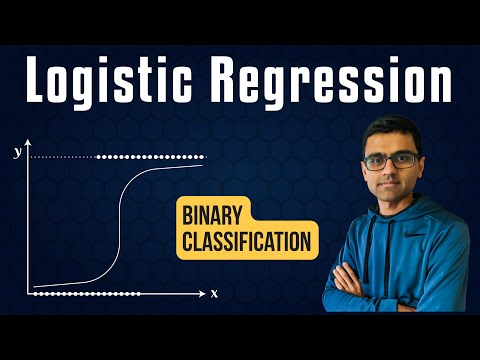 Logistic Regression
y
BINARY
CLASSIFICATION
x